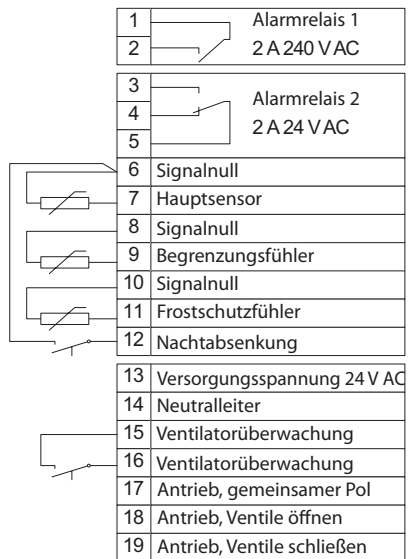 1 Alarmrelais 1
2 2 A 240 V AC
3
4 Alarmrelais 2
5 2 A 24 V AC
6 Signalnull
7 Hauptsensor
8 Signalnull
9 Begrenzungsfühler
10 Signalnull
11 Frostschutzfühler
12 Nachtabsenkung
13 Versorgungsspannung 24 V AC
14 Neutralleiter
15 Ventilatorüberwachung
16 Ventilatorüberwachung
17 Antrieb, gemeinsamer Pol
18 Antrieb, Ventile öffnen
19 Antrieb, Ventile schließen